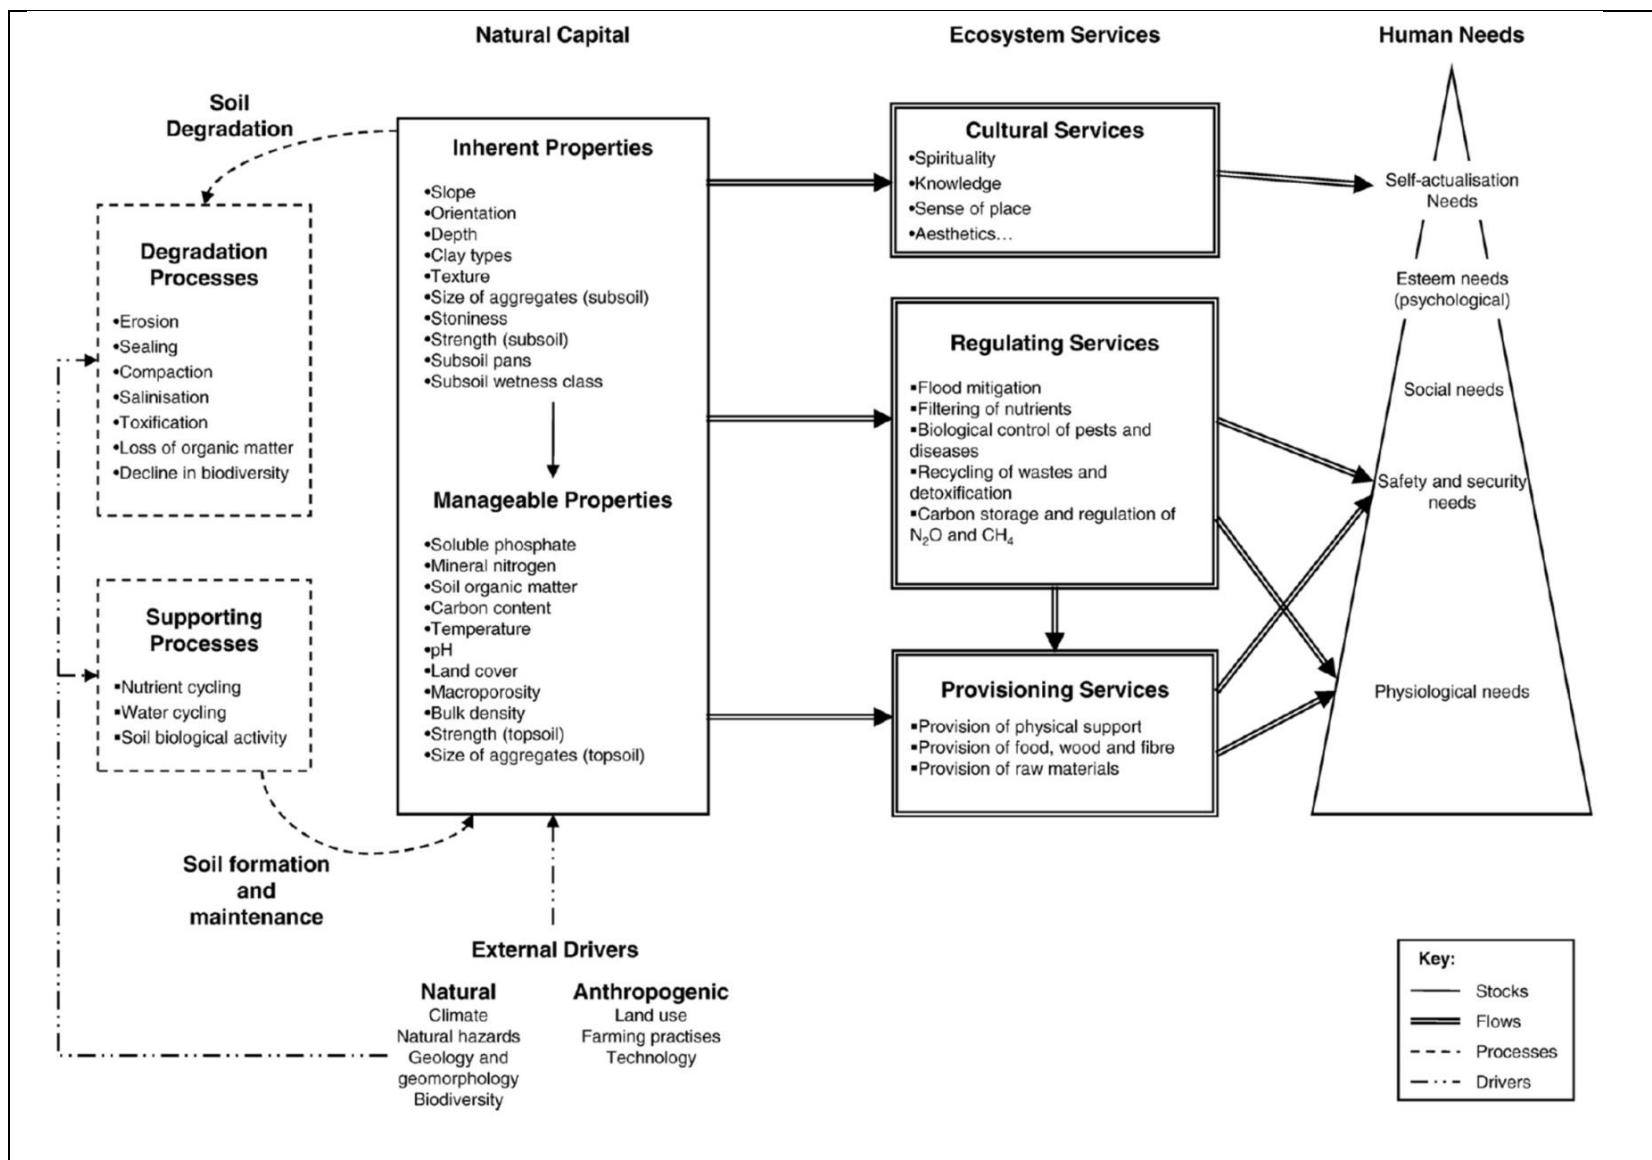 Natural Capital
Ecosystem Services
Human Needs
Soil
Degradation
Degradation
Processes
•Erosion
•Sealing
•Compaction
•Salinisation
•Toxification
•Loss of organic matter
•Decline in biodiversity
Supporting
Processes
▪Nutrient cycling
▪Water cycling
▪Soil biological activity
Soil formation
and
maintenance
Inherent Properties
•Slope
•Orientation
•Depth
•Clay types
•Texture
•Size of aggregates (subsoil)
•Stoniness
•Strength (subsoil)
•Subsoil pans
•Subsoil wetness class
Manageable Properties
•Soluble phosphate
•Mineral nitrogen
•Soil organic matter
•Carbon content
•Temperature
•pH
•Land cover
•Macroporosity
•Bulk density
•Strength (topsoil)
•Size of aggregates (topsoil)
External Drivers
Natural
Climate
Natural hazards
Geology and
geomorphology
Biodiversity
Anthropogenic
Land use
Farming practises
Technology
Cultural Services
•Spirituality
•Knowledge
•Sense of place
•Aesthetics…
Regulating Services
▪Flood mitigation
▪Filtering of nutrients
▪Biological control of pests and
diseases
▪Recycling of wastes and
detoxification
▪Carbon storage and regulation of
N₂O and CH₄
Provisioning Services
▪Provision of physical support
▪Provision of food, wood and fibre
▪Provision of raw materials
Self-actualisation
Needs
Esteem needs
(psychological)
Social needs
Safety and security
needs
Physiological needs
Key:
Stocks
Flows
Processes
Drivers